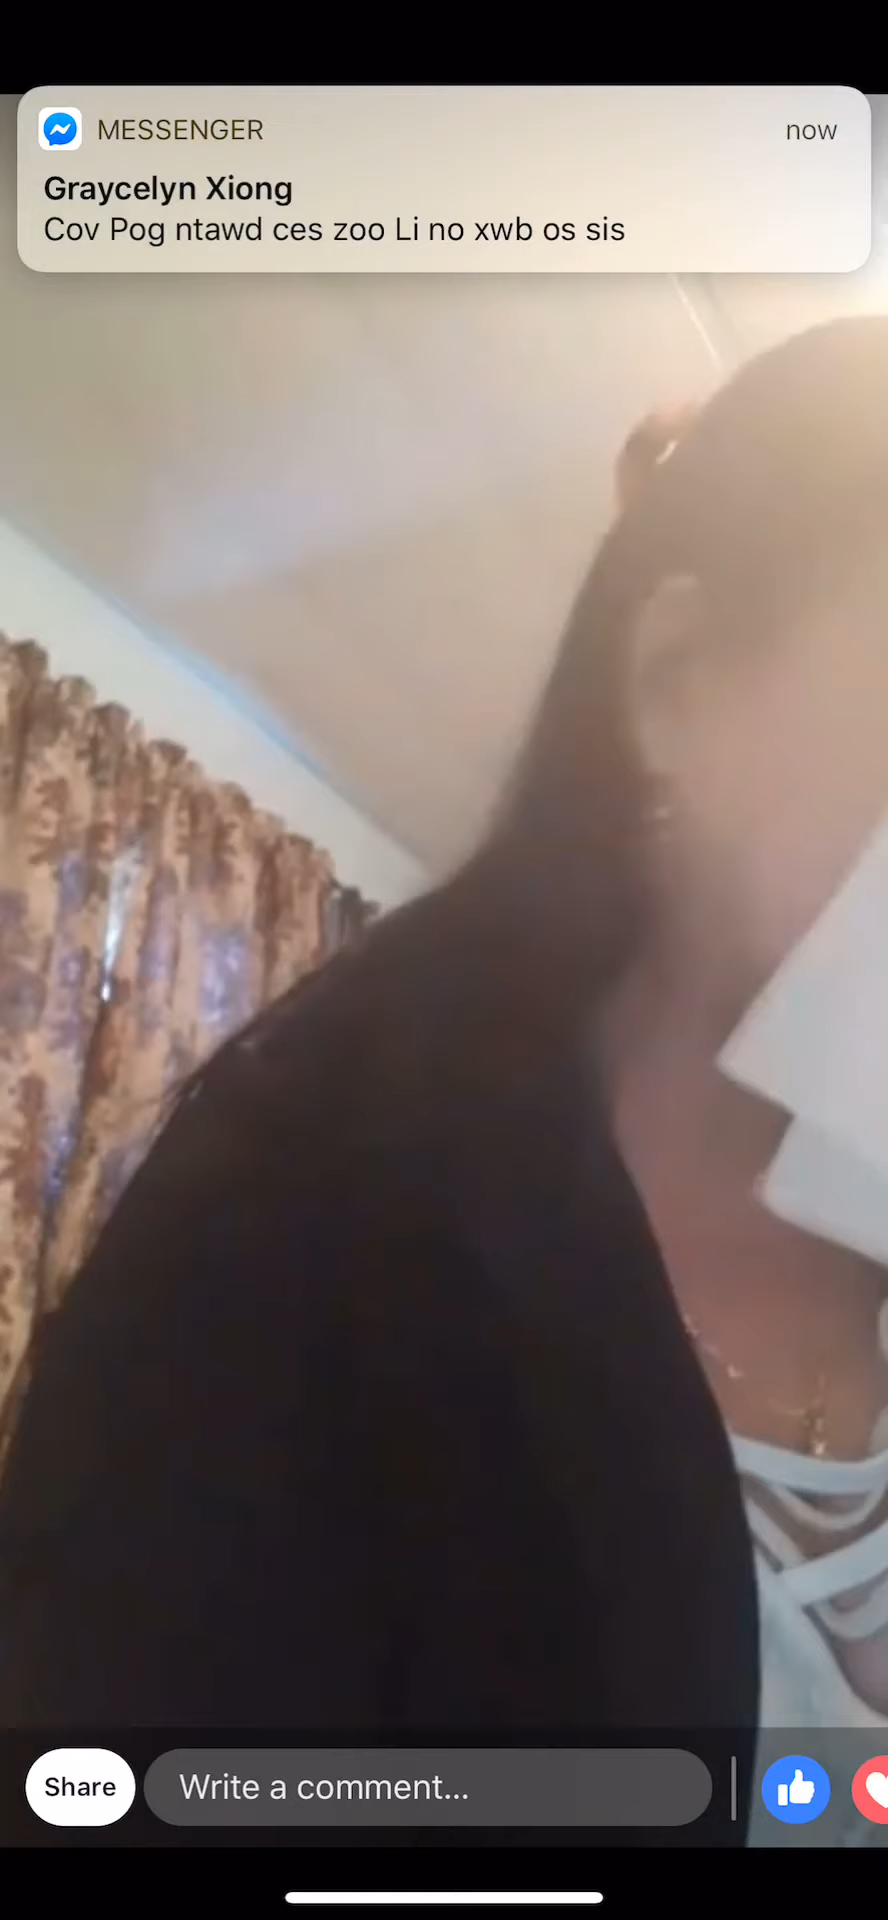 MESSENGER now
Graycelyn Xiong
Cov Pog ntawd ces zoo Li no xwb os sis
Share Write a comment...